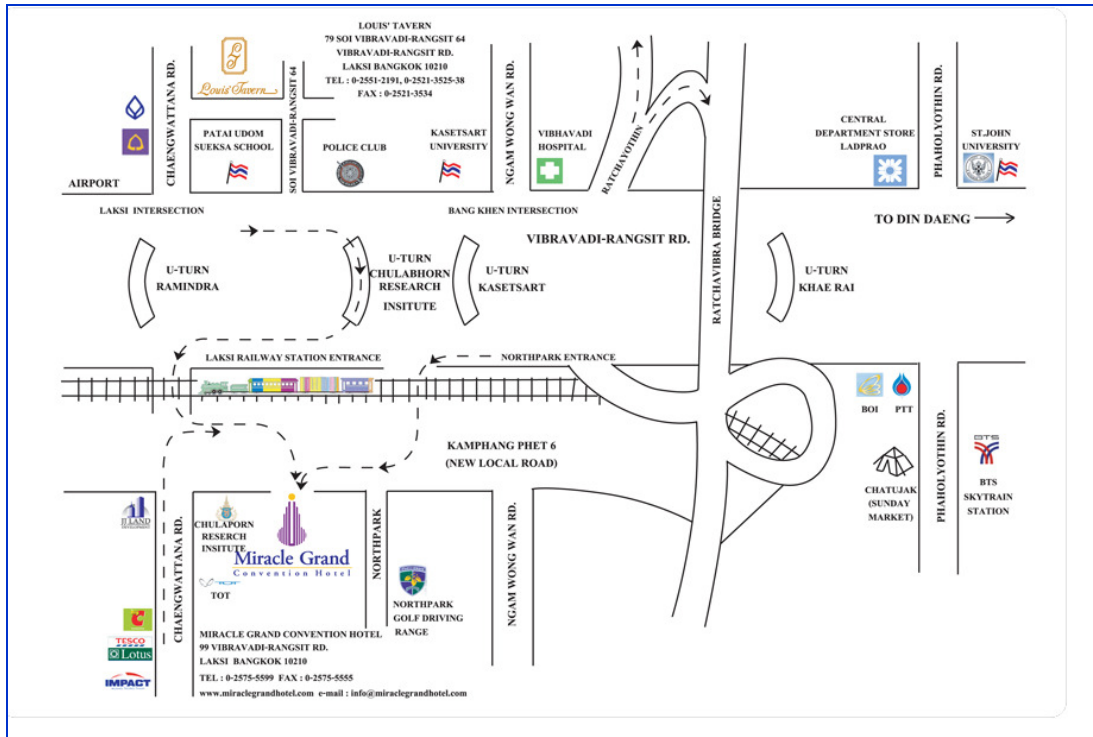 LOUIS' TAVERN
79 SOI VIBRAVADI-RANGSIT 64
VIBRAVADI-RANGSIT RD.
LAKSI BANGKOK 10210
TEL : 0-2551-2191, 0-2521-3525-38
FAX : 0-2521-3534
Louis' Tavern
CHAENGWATTANA RD.
SOI VIBRAVADI-RANGSIT 64
NGAM WONG WAN RD.
RATCHAYOTHIN
PHAHOLYOTHIN RD.
PATAI UDOM
SUEKSA SCHOOL
POLICE CLUB
KASETSART
UNIVERSITY
VIBHAVADI
HOSPITAL
CENTRAL
DEPARTMENT STORE
LADPRAO
ST.JOHN
UNIVERSITY
AIRPORT
LAKSI INTERSECTION
BANG KHEN INTERSECTION
VIBRAVADI-RANGSIT RD.
TO DIN DAENG
RATCHAVIBRA BRIDGE
U-TURN
RAMINDRA
U-TURN
CHULABHORN
RESEARCH
INSITUTE
U-TURN
KASETSART
U-TURN
KHAE RAI
LAKSI RAILWAY STATION ENTRANCE
NORTHPARK ENTRANCE
BOI
PTT
KAMPHANG PHET 6
(NEW LOCAL ROAD)
PHAHOLYOTHIN RD.
BTS
BTS
SKYTRAIN
STATION
CHATUJAK
(SUNDAY
MARKET)
LAND
CHAENGWATTANA RD.
CHULAPORN
RESERCH
INSITUTE
Miracle Grand
Convention Hotel
TOT
NORTHPARK
NGAM WONG WAN RD.
NORTHPARK
GOLF DRIVING
RANGE
TESCO
Lotus
IMPACT
MIRACLE GRAND CONVENTION HOTEL
99 VIBRAVADI-RANGSIT RD.
LAKSI BANGKOK 10210
TEL : 0-2575-5599 FAX : 0-2575-5555
www.miraclegrandhotel.com e-mail : info@miraclegrandhotel.com